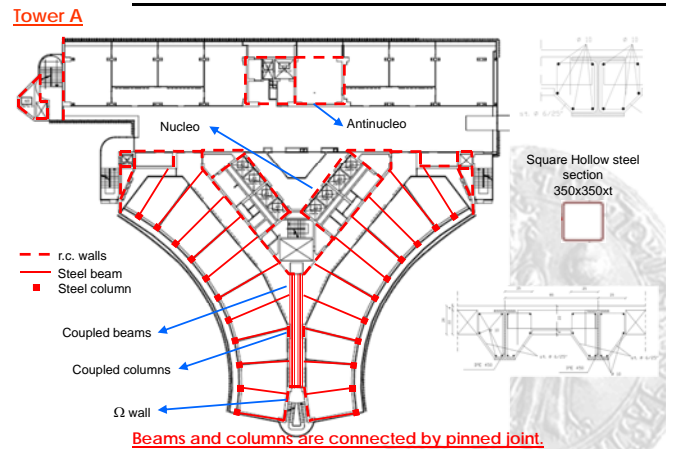 Tower A
Nucleo
Antinucleo
Square Hollow steel
section
350x350xt
r.c. walls
Steel beam
Steel column
Coupled beams
Coupled columns
Ω wall
Beams and columns are connected by pinned joint.